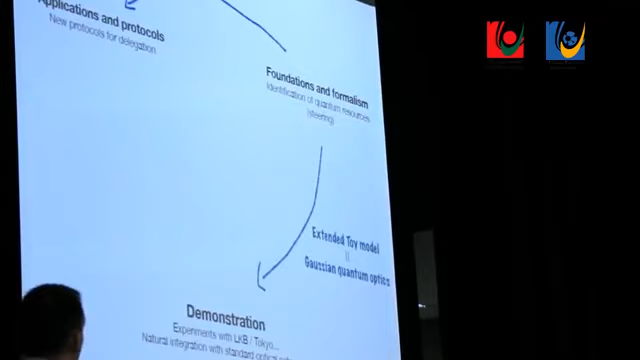 Applications and protocols
New protocols for delegation
Foundations and formalism
Identification of quantum resources
(steering)
Extended Toy model
||
Gaussian quantum optics
Demonstration
Experiments with LKB / Tokyo...
Natural integration with standard optical